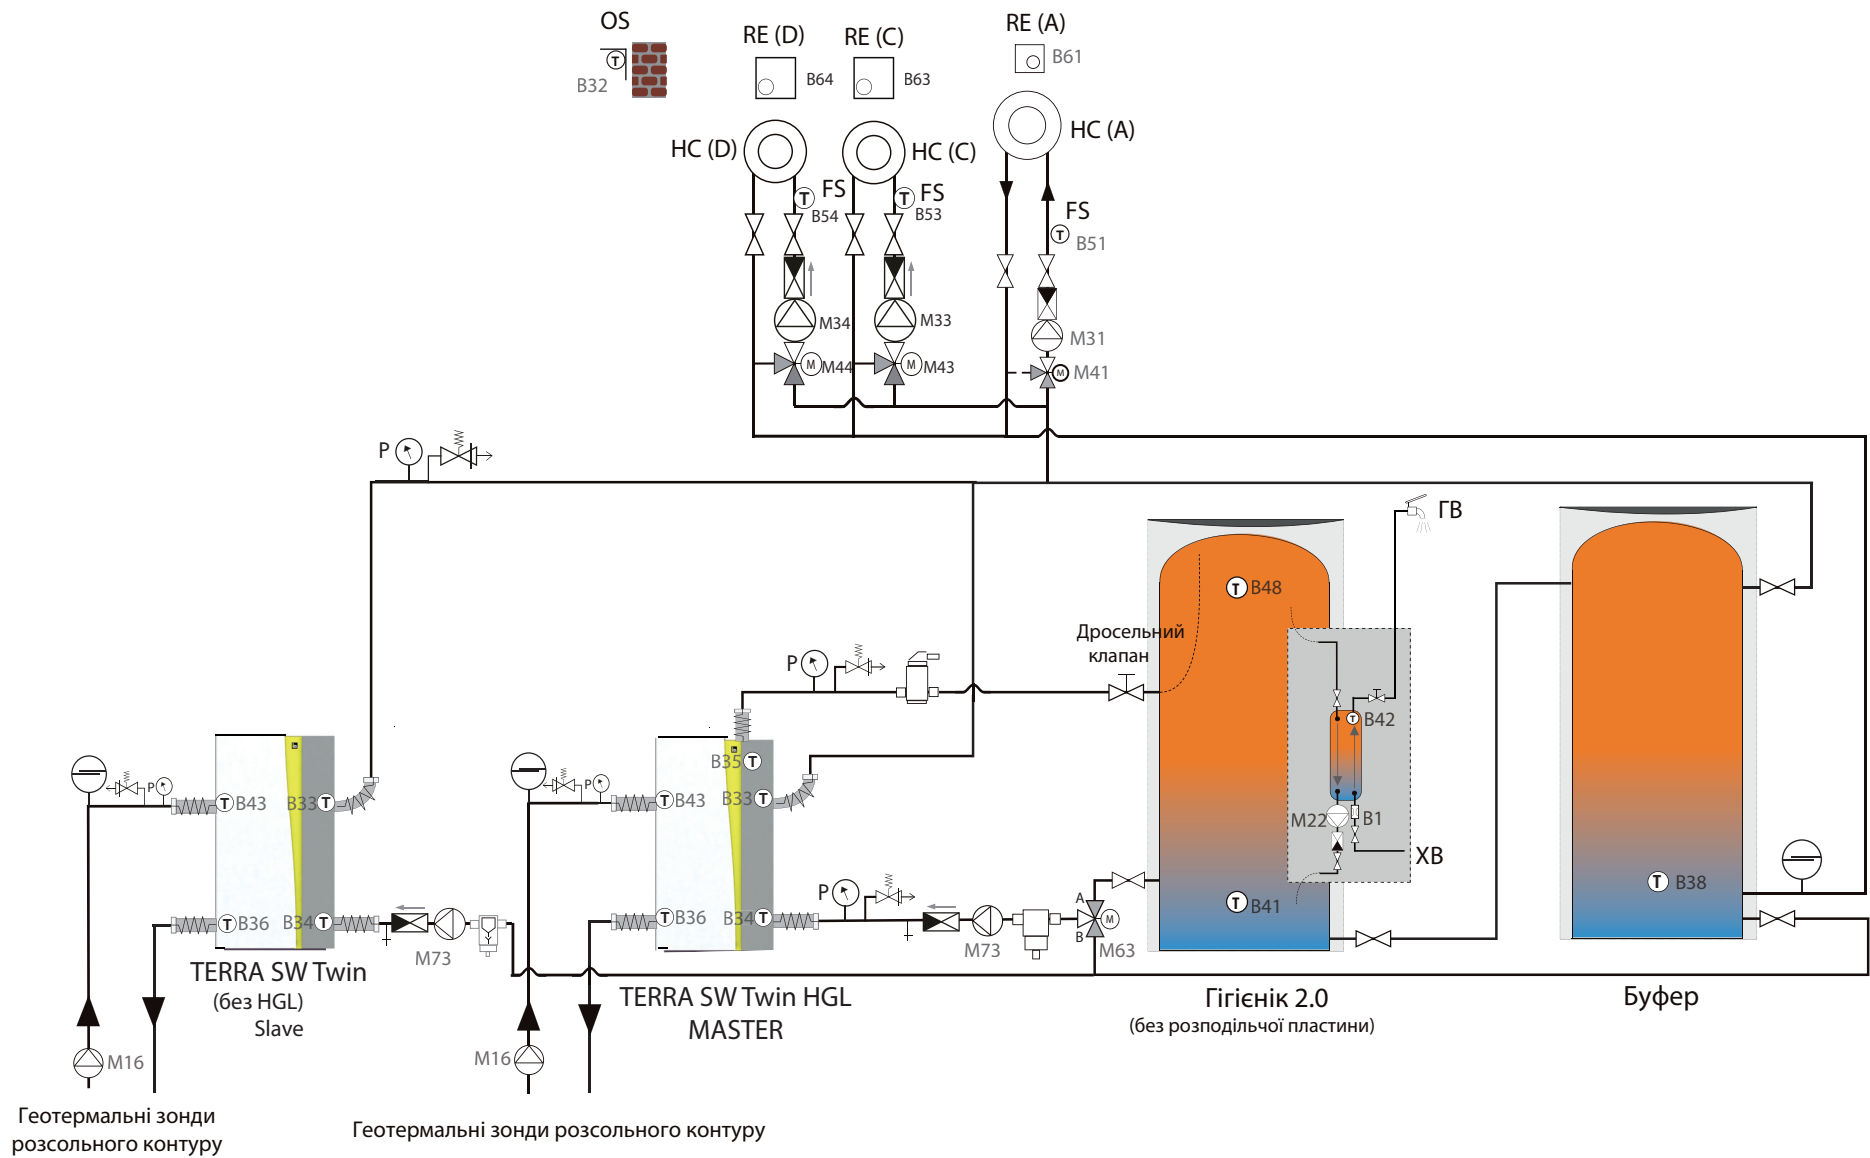 OS
B32
RE (D)
B64
RE (C)
B63
RE (A)
B61
HC (D)
HC (C)
HC (A)
FS
B54
FS
B53
FS
B51
M34
M33
M31
M M44
M M43
M M41
P
ГВ
B48
Дросельний
клапан
P
B42
M22
B1
ХВ
B35
P
B43
B33
P
B43
B33
B36
B34
M73
B36
B34
P
M73
A
B
M
M63
B41
B38
TERRA SW Twin
(без HGL)
Slave
TERRA SW Twin HGL
MASTER
Гігієнік 2.0
(без розподільчої пластини)
Буфер
M16
M16
Геотермальні зонди
розсольного контуру
Геотермальні зонди розсольного контуру